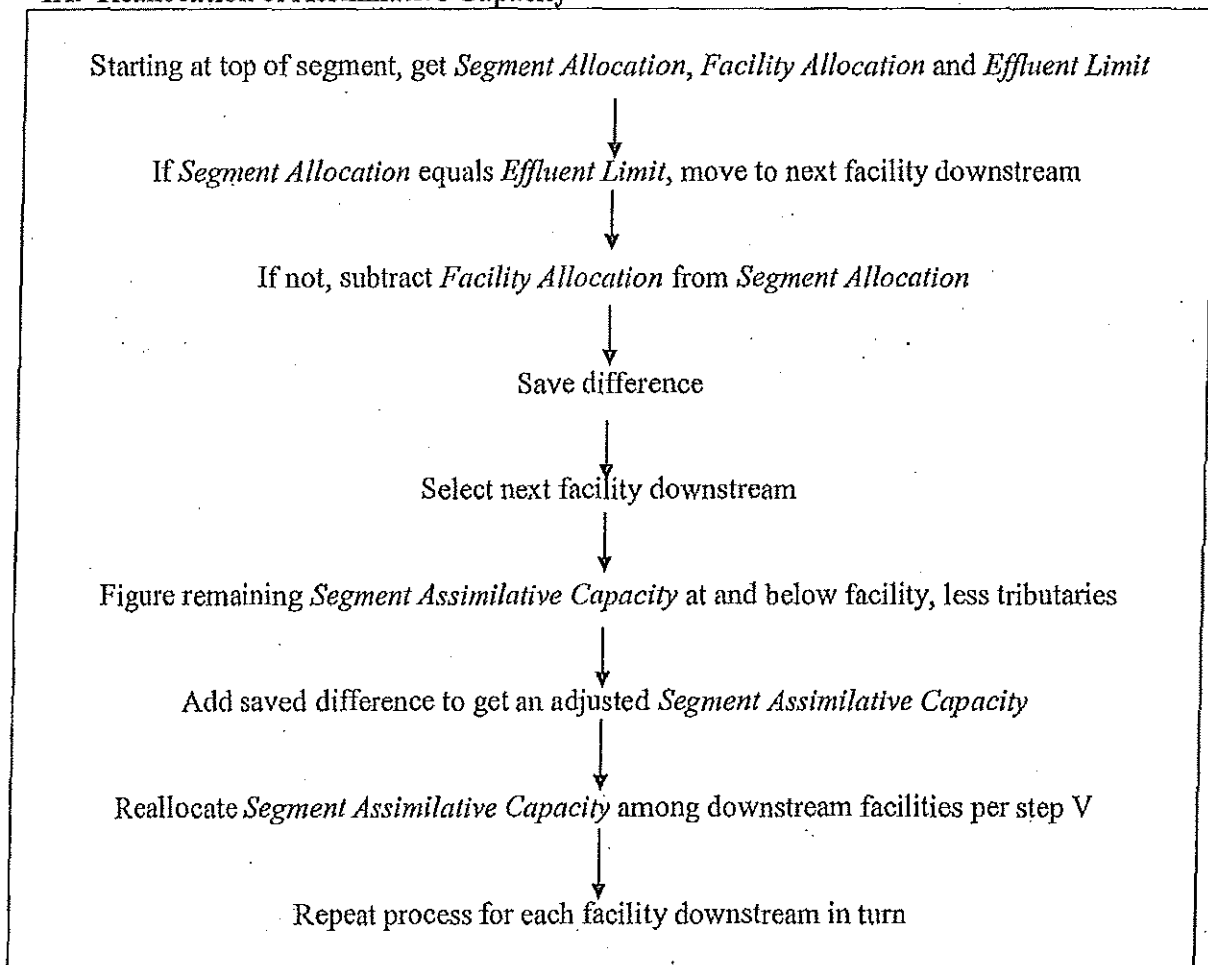 Starting at top of segment, get Segment Allocation, Facility Allocation and Effluent Limit
If Segment Allocation equals Effluent Limit, move to next facility downstream
If not, subtract Facility Allocation from Segment Allocation
Save difference
Select next facility downstream
Figure remaining Segment Assimilative Capacity at and below facility, less tributaries
Add saved difference to get an adjusted Segment Assimilative Capacity
Reallocate Segment Assimilative Capacity among downstream facilities per step V
Repeat process for each facility downstream in turn